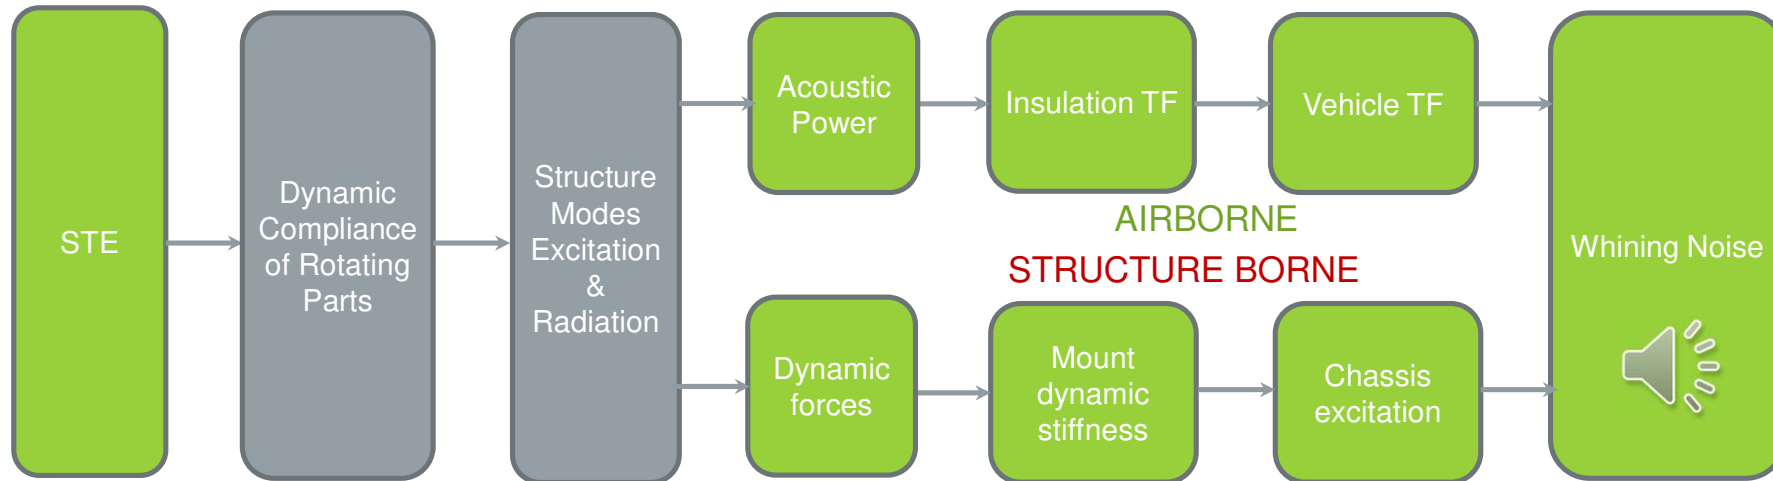 STE
Dynamic
Compliance
of Rotating
Parts
Structure
Modes
Excitation
&
Radiation
Acoustic
Power
Insulation TF
Vehicle TF
AIRBORNE
STRUCTURE BORNE
Dynamic
forces
Mount
dynamic
stiffness
Chassis
excitation
Whining Noise